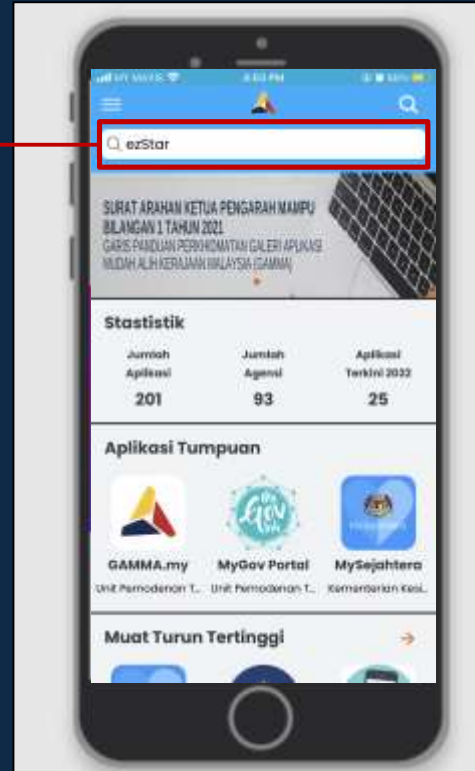 ezStar
SURAT ARAHAN KETUA PENGARAH MAMPU
BILANGAN 1 TAHUN 2021
GARIS PANDUAN PERKHIDMATAN GALERI APLIKASI
MUDAH ALIH KERAJAAN MALAYSIA (GAMMA)
Stastistik
Jumlah Jumlah Aplikasi
Aplikasi Agensi Terkini 2022
201 93 25
Aplikasi Tumpuan
GAMMA.my MyGov Portal MySejahtera
Unit Pemodenan T... Unit Pemodenan T... Kementerian Kesi...
Muat Turun Tertinggi